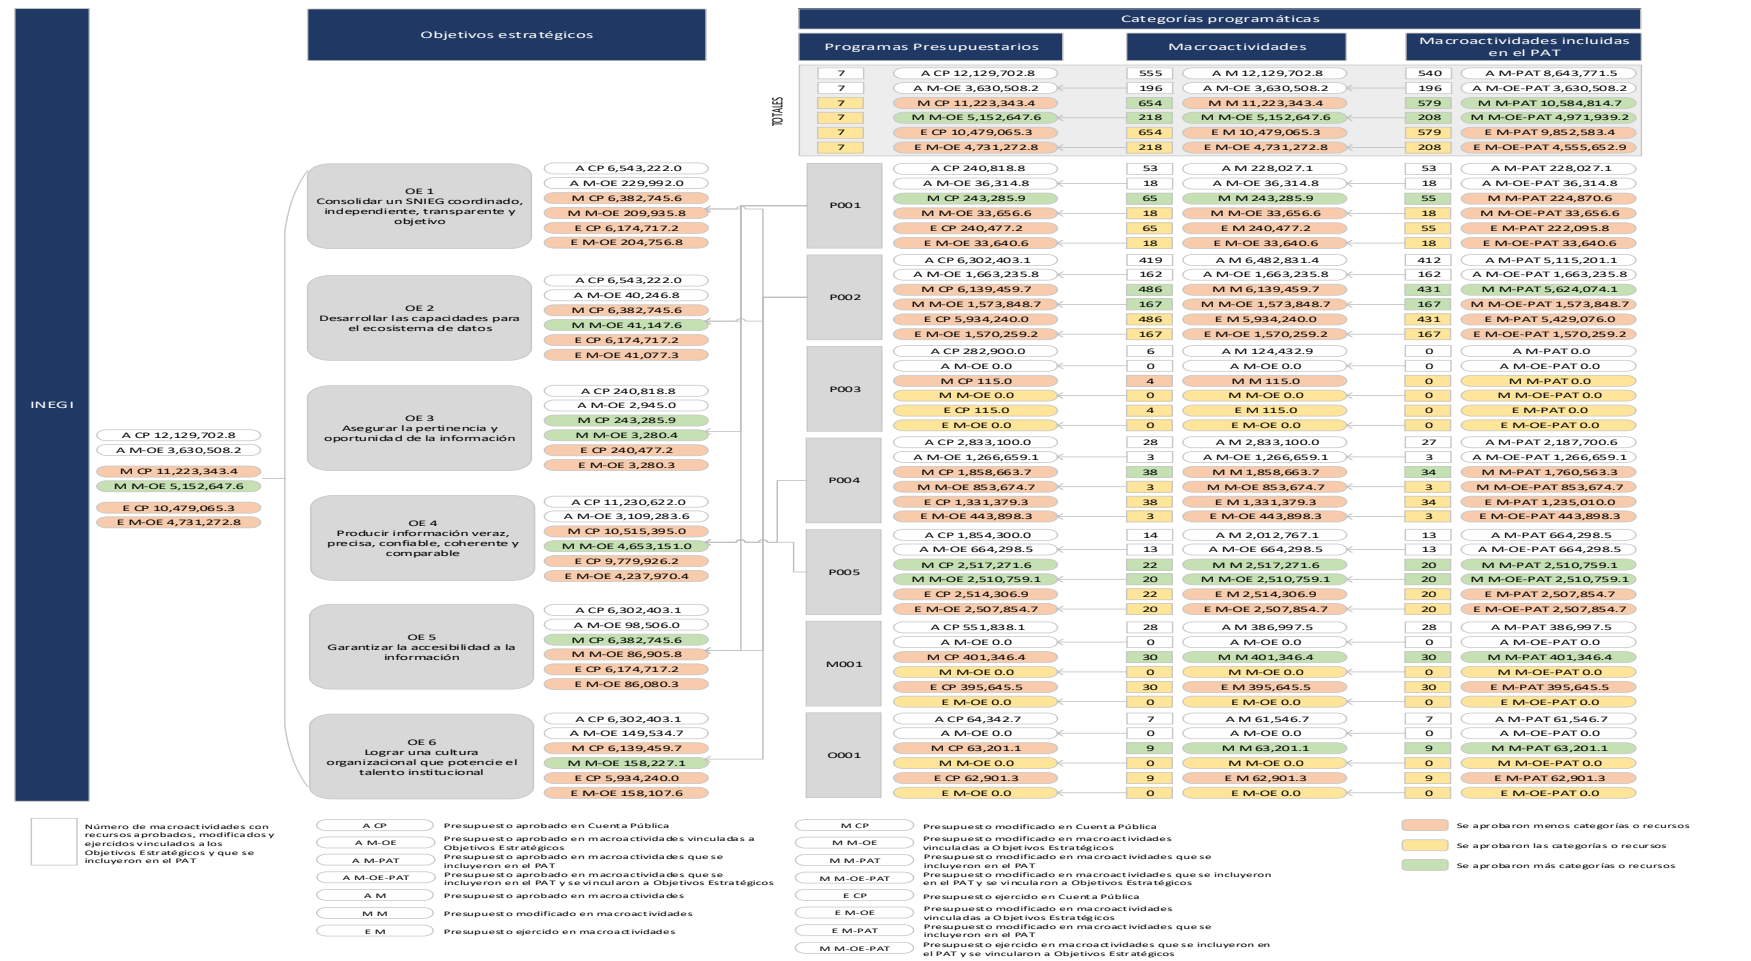 INEGI
Objetivos estratégicos
Categorías programáticas
Programas Presupuestarios
Macroactividades
Macroactividades incluidas
en el PAT
TOTALES
7 A CP 12,129,702.8 555 A M 12,129,702.8 540 A M-PAT 8,643,771.5
7 A M-OE 3,630,508.2 196 A M-OE 3,630,508.2 196 A M-OE-PAT 3,630,508.2
7 M CP 11,223,343.4 654 M M 11,223,343.4 579 M M-PAT 10,584,814.7
7 M M-OE 5,152,647.6 218 M M-OE 5,152,647.6 208 M M-OE-PAT 4,971,939.2
7 E CP 10,479,065.3 654 E M 10,479,065.3 579 E M-PAT 9,852,583.4
7 E M-OE 4,731,272.8 218 E M-OE 4,731,272.8 208 E M-OE-PAT 4,555,652.9
A CP 12,129,702.8
A M-OE 3,630,508.2
M CP 11,223,343.4
M M-OE 5,152,647.6
E CP 10,479,065.3
E M-OE 4,731,272.8
OE 1
Consolidar un SNIEG coordinado,
independiente, transparente y
objetivo
A CP 6,543,222.0
A M-OE 229,992.0
M CP 6,382,745.6
M M-OE 209,935.8
E CP 6,174,717.2
E M-OE 204,756.8
OE 2
Desarrollar las capacidades para
el ecosistema de datos
A CP 6,543,222.0
A M-OE 40,246.8
M CP 6,382,745.6
M M-OE 41,147.6
E CP 6,174,717.2
E M-OE 41,077.3
OE 3
Asegurar la pertinencia y
oportunidad de la información
A CP 240,818.8
A M-OE 2,945.0
M CP 243,285.9
M M-OE 3,280.4
E CP 240,477.2
E M-OE 3,280.3
OE 4
Producir información veraz,
precisa, confiable, coherente y
comparable
A CP 11,230,622.0
A M-OE 3,109,283.6
M CP 10,515,395.0
M M-OE 4,653,151.0
E CP 9,779,926.2
E M-OE 4,237,970.4
OE 5
Garantizar la accesibilidad a la
información
A CP 6,302,403.1
A M-OE 98,506.0
M CP 6,382,745.6
M M-OE 86,905.8
E CP 6,174,717.2
E M-OE 86,080.3
OE 6
Lograr una cultura
organizacional que potencie el
talento institucional
A CP 6,302,403.1
A M-OE 149,534.7
M CP 6,139,459.7
M M-OE 158,227.1
E CP 5,934,240.0
E M-OE 158,107.6
P001
A CP 240,818.8 53 A M 228,027.1 53 A M-PAT 228,027.1
A M-OE 36,314.8 18 A M-OE 36,314.8 18 A M-OE-PAT 36,314.8
M CP 243,285.9 65 M M 243,285.9 55 M M-PAT 224,870.6
M M-OE 33,656.6 18 M M-OE 33,656.6 18 M M-OE-PAT 33,656.6
E CP 240,477.2 65 E M 240,477.2 55 E M-PAT 222,095.8
E M-OE 33,640.6 18 E M-OE 33,640.6 18 E M-OE-PAT 33,640.6
P002
A CP 6,302,403.1 419 A M 6,482,831.4 412 A M-PAT 5,115,201.1
A M-OE 1,663,235.8 162 A M-OE 1,663,235.8 162 A M-OE-PAT 1,663,235.8
M CP 6,139,459.7 486 M M 6,139,459.7 431 M M-PAT 5,624,074.1
M M-OE 1,573,848.7 167 M M-OE 1,573,848.7 167 M M-OE-PAT 1,573,848.7
E CP 5,934,240.0 486 E M 5,934,240.0 431 E M-PAT 5,429,076.0
E M-OE 1,570,259.2 167 E M-OE 1,570,259.2 167 E M-OE-PAT 1,570,259.2
P003
A CP 282,900.0 6 A M 124,432.9 0 A M-PAT 0.0
A M-OE 0.0 0 A M-OE 0.0 0 A M-OE-PAT 0.0
M CP 115.0 4 M M 115.0 0 M M-PAT 0.0
M M-OE 0.0 0 M M-OE 0.0 0 M M-OE-PAT 0.0
E CP 115.0 4 E M 115.0 0 E M-PAT 0.0
E M-OE 0.0 0 E M-OE 0.0 0 E M-OE-PAT 0.0
P004
A CP 2,833,100.0 28 A M 2,833,100.0 27 A M-PAT 2,187,700.6
A M-OE 1,266,659.1 3 A M-OE 1,266,659.1 3 A M-OE-PAT 1,266,659.1
M CP 1,858,663.7 38 M M 1,858,663.7 34 M M-PAT 1,760,563.3
M M-OE 853,674.7 3 M M-OE 853,674.7 3 M M-OE-PAT 853,674.7
E CP 1,331,379.3 38 E M 1,331,379.3 34 E M-PAT 1,235,010.0
E M-OE 443,898.3 3 E M-OE 443,898.3 3 E M-OE-PAT 443,898.3
P005
A CP 1,854,300.0 14 A M 2,012,767.1 13 A M-PAT 664,298.5
A M-OE 664,298.5 13 A M-OE 664,298.5 13 A M-OE-PAT 664,298.5
M CP 2,517,271.6 22 M M 2,517,271.6 20 M M-PAT 2,510,759.1
M M-OE 2,510,759.1 20 M M-OE 2,510,759.1 20 M M-OE-PAT 2,510,759.1
E CP 2,514,306.9 22 E M 2,514,306.9 20 E M-PAT 2,507,854.7
E M-OE 2,507,854.7 20 E M-OE 2,507,854.7 20 E M-OE-PAT 2,507,854.7
M001
A CP 551,838.1 28 A M 386,997.5 28 A M-PAT 386,997.5
A M-OE 0.0 0 A M-OE 0.0 0 A M-OE-PAT 0.0
M CP 401,346.4 30 M M 401,346.4 30 M M-PAT 401,346.4
M M-OE 0.0 0 M M-OE 0.0 0 M M-OE-PAT 0.0
E CP 395,645.5 30 E M 395,645.5 30 E M-PAT 395,645.5
E M-OE 0.0 0 E M-OE 0.0 0 E M-OE-PAT 0.0
O001
A CP 64,342.7 7 A M 61,546.7 7 A M-PAT 61,546.7
A M-OE 0.0 0 A M-OE 0.0 0 A M-OE-PAT 0.0
M CP 63,201.1 9 M M 63,201.1 9 M M-PAT 63,201.1
M M-OE 0.0 0 M M-OE 0.0 0 M M-OE-PAT 0.0
E CP 62,901.3 9 E M 62,901.3 9 E M-PAT 62,901.3
E M-OE 0.0 0 E M-OE 0.0 0 E M-OE-PAT 0.0
Número de macroactividades con
recursos aprobados, modificados y
ejercidos vinculados a los
Objetivos Estratégicos y que se
incluyeron en el PAT
A CP Presupuesto aprobado en Cuenta Pública
A M-OE Presupuesto aprobado en macroactividades vinculadas a
Objetivos Estratégicos
A M-PAT Presupuesto aprobado en macroactividades que se
incluyeron en el PAT
A M-OE-PAT Presupuesto aprobado en macroactividades que se
incluyeron en el PAT y se vincularon a Objetivos Estratégicos
A M Presupuesto aprobado en macroactividades
M M Presupuesto modificado en macroactividades
E M Presupuesto ejercido en macroactividades
M CP Presupuesto modificado en Cuenta Pública
M M-OE Presupuesto modificado en macroactividades
vinculadas a Objetivos Estratégicos
M M-PAT Presupuesto modificado en macroactividades que se
incluyeron en el PAT
M M-OE-PAT Presupuesto modificado en macroactividades que se incluyeron
en el PAT y se vincularon a Objetivos Estratégicos
E CP Presupuesto ejercido en Cuenta Pública
E M-OE Presupuesto modificado en macroactividades
vinculadas a Objetivos Estratégicos
E M-PAT Presupuesto modificado en macroactividades que se
incluyeron en el PAT
M M-OE-PAT Presupuesto ejercido en macroactividades que se incluyeron en
el PAT y se vincularon a Objetivos Estratégicos
Se aprobaron menos categorías o recursos
Se aprobaron las categorías o recursos
Se aprobaron más categorías o recursos